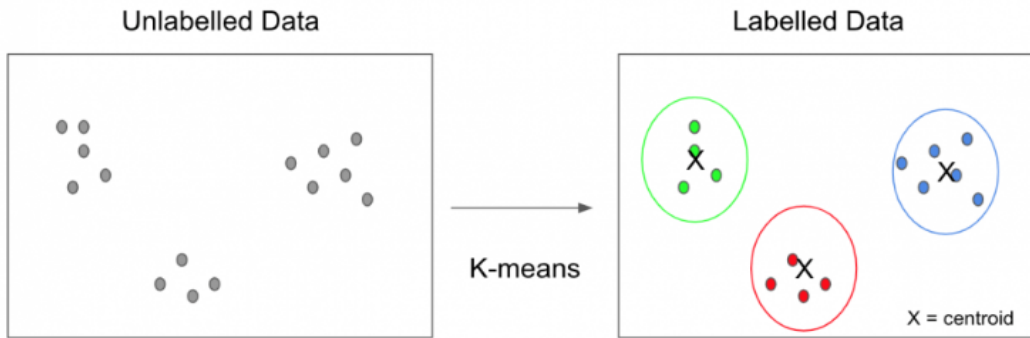 Unlabelled Data
Labelled Data
K-means
X
X
X
X = centroid